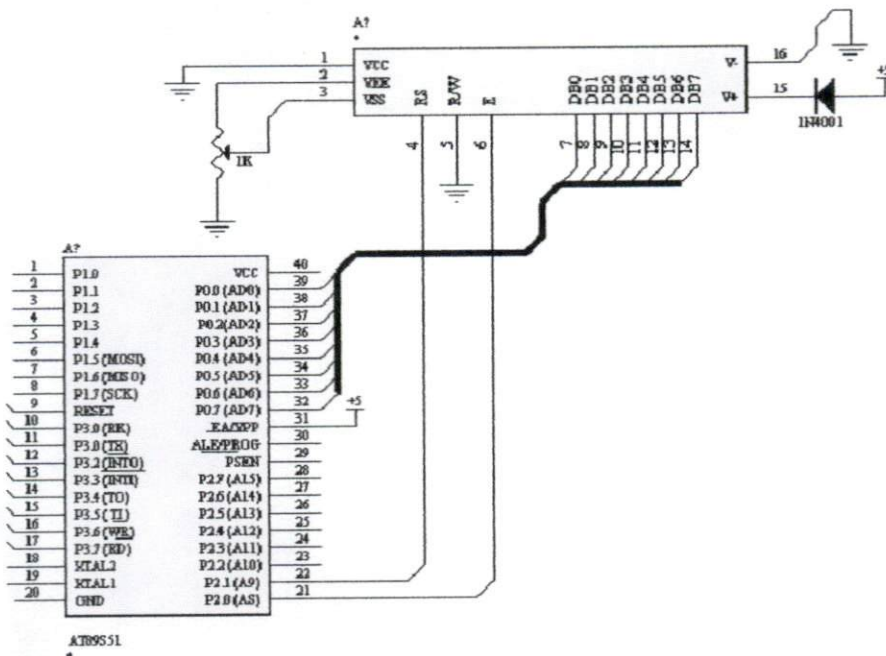 A?
1 VCC
2 VEE
3 VSS
RS
R/W
E
DB0
DB1
DB2
DB3
DB4
DB5
DB6
DB7
V- 16
V+ 15
+5
1N4001
4
5
6
7
8
9
10
11
12
13
14
1K
A?
1 P1.0
2 P1.1
3 P1.2
4 P1.3
5 P1.4
6 P1.5(MOSI)
7 P1.6(MISO)
8 P1.7(SCK)
9 RESET
10 P3.0(RX)
11 P3.0(TX)
12 P3.2(INTO)
13 P3.3(INTI)
14 P3.4(TO)
15 P3.5(TI)
16 P3.6(WR)
17 P3.7(RD)
18 XTAL2
19 XTAL1
20 GND
VCC 40
P0.0(AD0) 39
P0.1(AD1) 38
P0.2(AD2) 37
P0.3(AD3) 36
P0.4(AD4) 35
P0.5(AD5) 34
P0.6(AD6) 33
P0.7(AD7) 32
EA/VPP 31
+5
ALE/PROG 30
PSEN 29
P2.7(A15) 28
P2.6(A14) 27
P2.5(A13) 26
P2.4(A12) 25
P2.3(A11) 24
P2.2(A10) 23
P2.1(A9) 22
P2.0(A8) 21
AT89S51